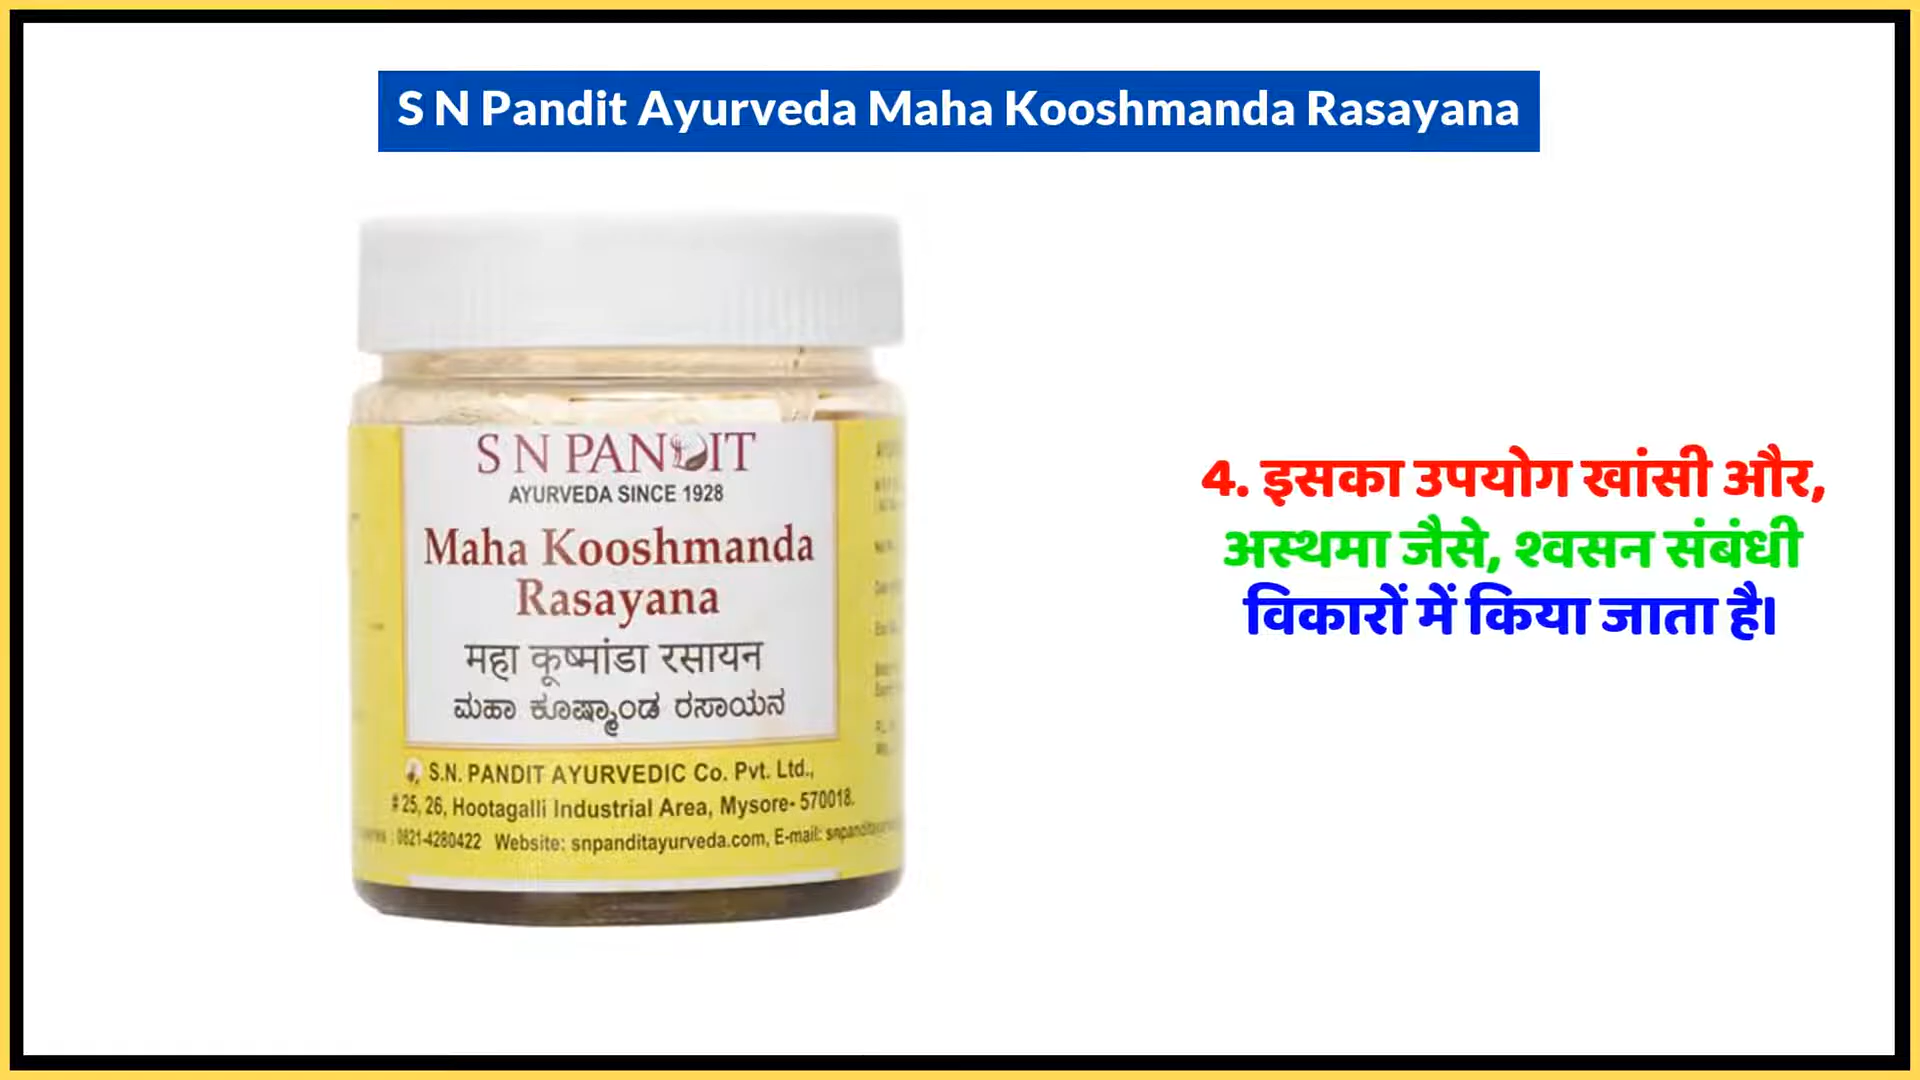 S N Pandit Ayurveda Maha Kooshmanda Rasayana
S N PANDIT
AYURVEDA SINCE 1928
Maha Kooshmanda
Rasayana
महा कूष्मांडा रसायन
ಮಹಾ ಕೂಷ್ಮಾಂಡ ರಸಾಯನ
S.N. PANDIT AYURVEDIC Co. Pvt. Ltd.,
# 25, 26, Hootagalli Industrial Area, Mysore- 570018.
: 0821-4280422 Website: snpanditayurveda.com, E-mail:
4. इसका उपयोग खांसी और,
अस्थमा जैसे, श्वसन संबंधी
विकारों में किया जाता है।